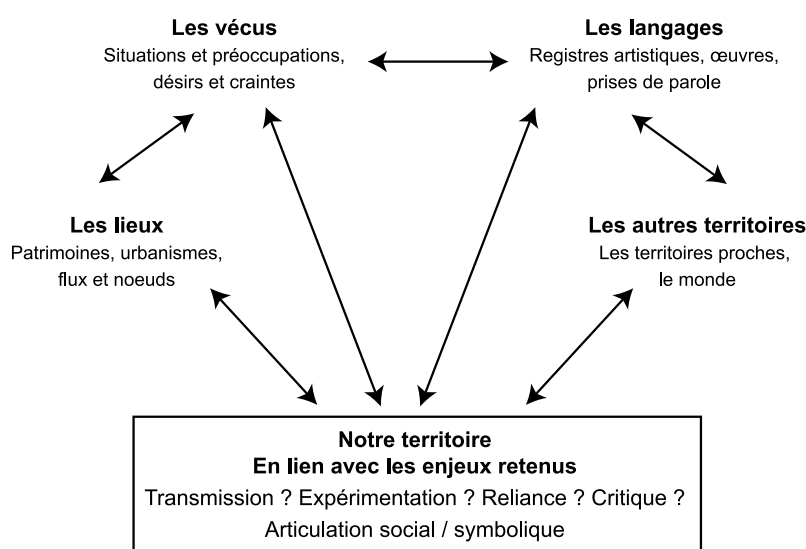 Les vécus
Situations et préoccupations,
désirs et craintes
Les langages
Registres artistiques, œuvres,
prises de parole
Les lieux
Patrimoines, urbanismes,
flux et noeuds
Les autres territoires
Les territoires proches,
le monde
Notre territoire
En lien avec les enjeux retenus
Transmission ? Expérimentation ? Reliance ? Critique ?
Articulation social / symbolique